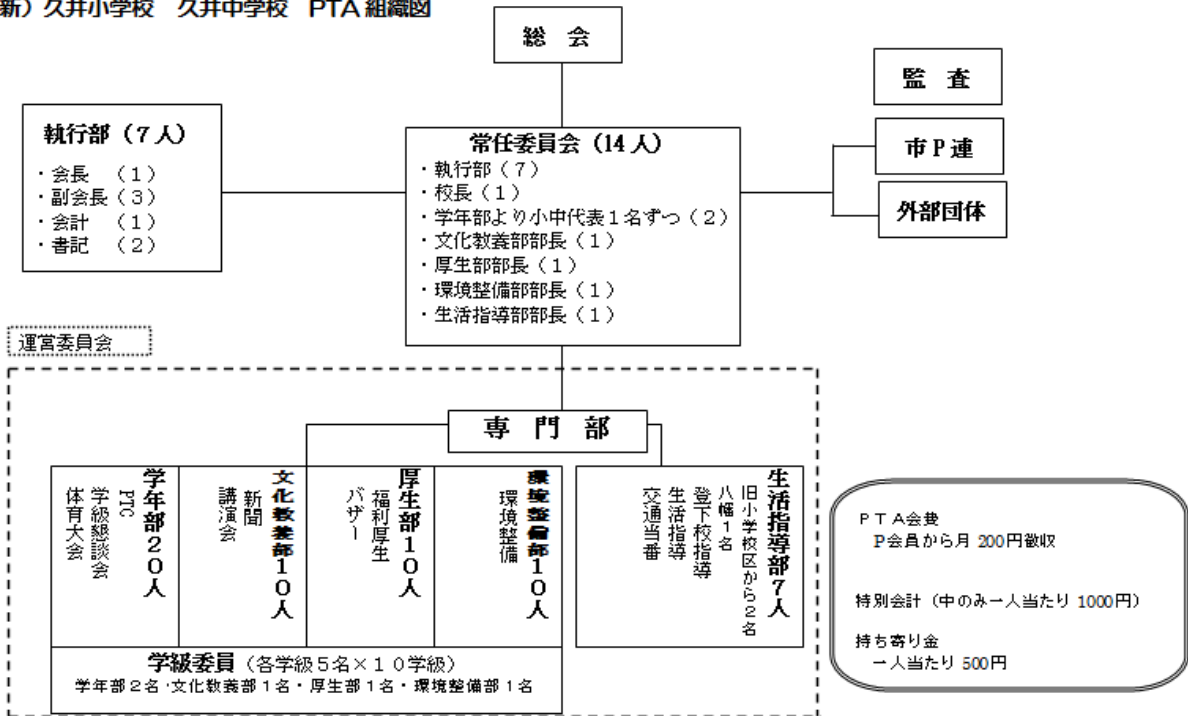 新）久井小学校　久井中学校　PTA 組織図
総　会
監　査
市Ｐ連
外部団体
執行部（７人）
・会長　（１）
・副会長（３）
・会計　（１）
・書記　（２）
常任委員会（14 人）
・執行部（７）
・校長（１）
・学年部より小中代表１名ずつ（２）
・文化教養部部長（１）
・厚生部部長（１）
・環境整備部部長（１）
・生活指導部部長（１）
運営委員会
専　門　部
学年部２０人
PTC
学級懇談会
体育大会
文化教養部１０人
新聞
講演会
厚生部１０人
福利厚生
バザー
環境整備部１０人
環境整備
生活指導部７人
旧小学校区から２名
八幡１名
登下校指導
生活指導
交通当番
学級委員（各学級５名×１０学級）
学年部２名・文化教養部１名・厚生部１名・環境整備部１名
ＰＴＡ会費
P会員から月 200円徴収
特別会計（中のみ一人当たり 1000円）
持ち寄り金
一人当たり 500円